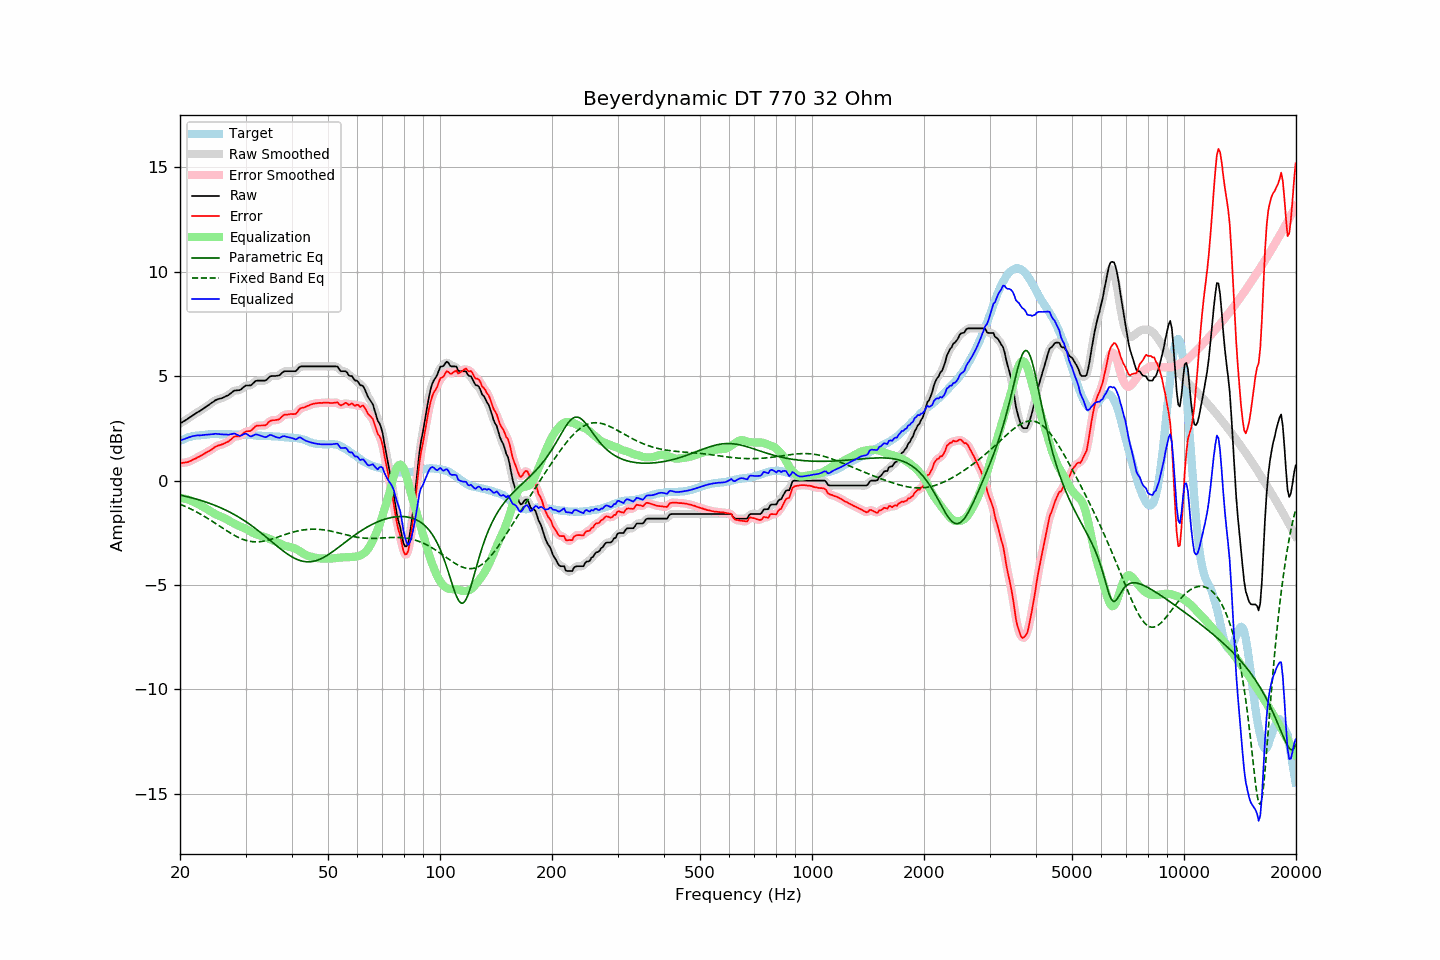 Beyerdynamic DT 770 32 Ohm
Target
Raw Smoothed
Error Smoothed
Raw
Error
Equalization
Parametric Eq
Fixed Band Eq
Equalized
15
10
5
0
−5
−10
−15
Amplitude (dBr)
20 50 100 200 500 1000 2000 5000 10000 20000
Frequency (Hz)